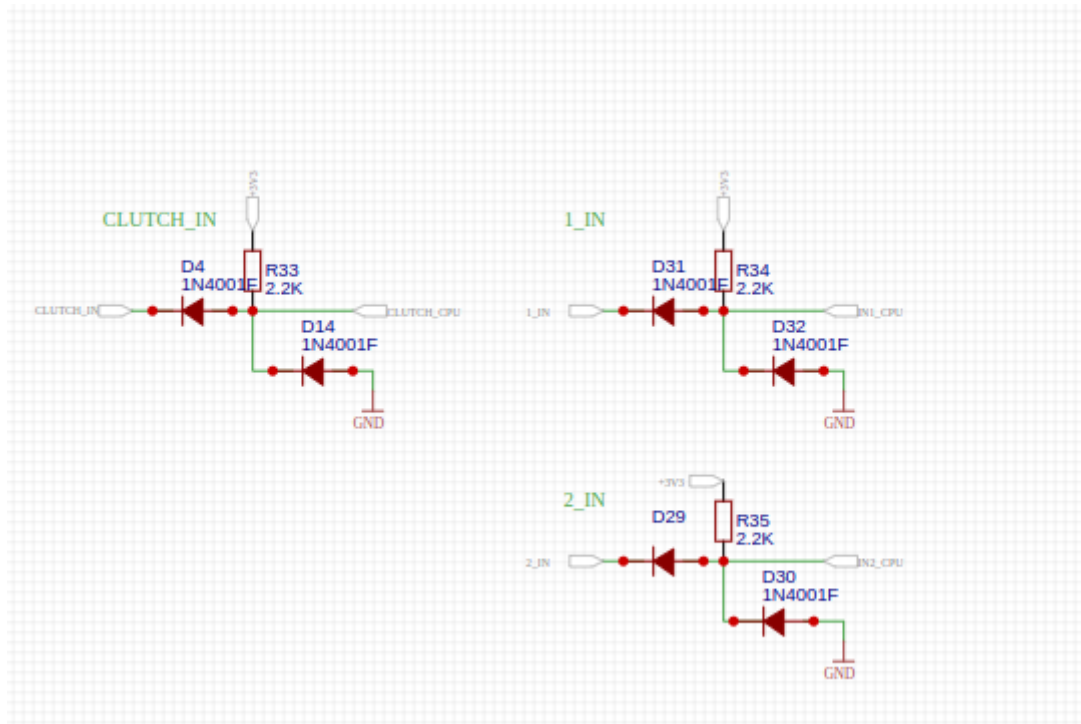 +3V3
CLUTCH_IN
D4
1N4001F
R33
2.2K
CLUTCH_IN
CLUTCH_CPU
D14
1N4001F
GND
+3V3
1_IN
D31
1N4001F
R34
2.2K
1_IN
IN1_CPU
D32
1N4001F
GND
+3V3
2_IN
D29
R35
2.2K
2_IN
IN2_CPU
D30
1N4001F
GND